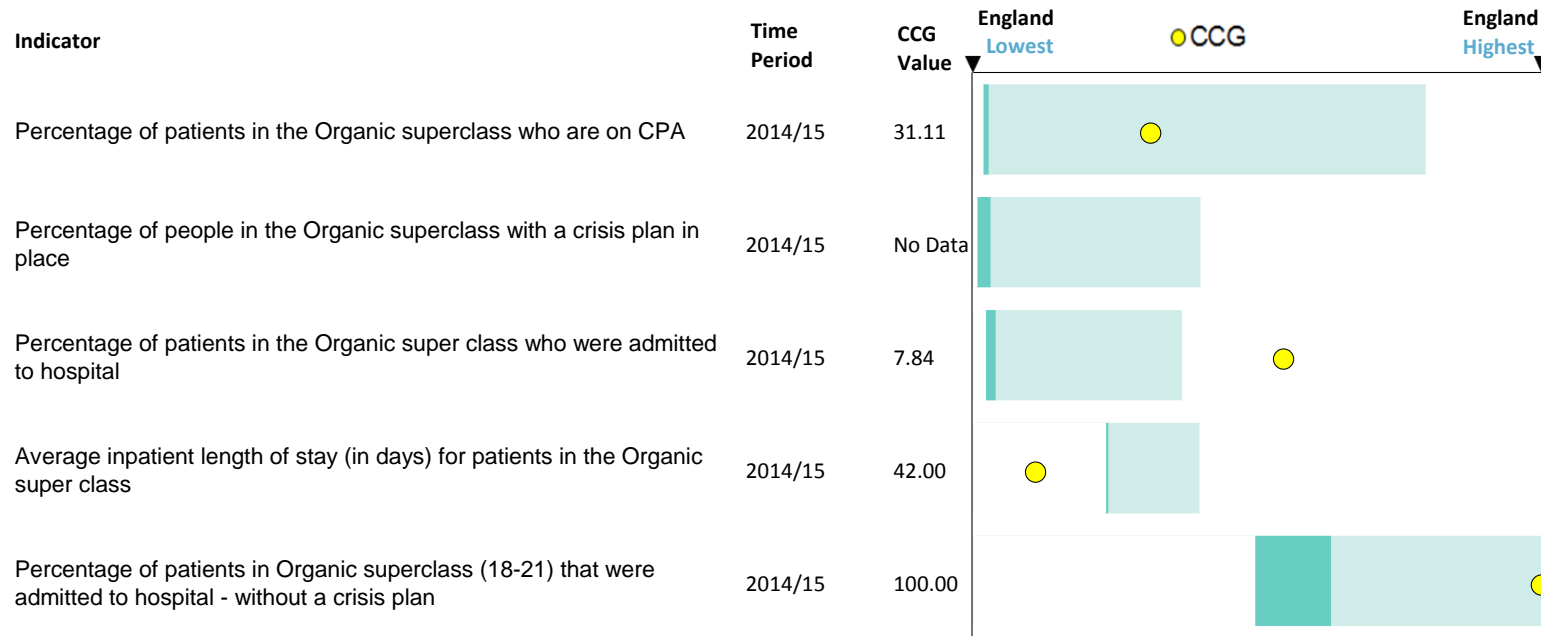 Indicator
Time
Period
CCG
Value
England
Lowest
CCG
England
Highest
Percentage of patients in the Organic superclass who are on CPA
2014/15
31.11
Percentage of people in the Organic superclass with a crisis plan in
place
2014/15
No Data
Percentage of patients in the Organic super class who were admitted
to hospital
2014/15
7.84
Average inpatient length of stay (in days) for patients in the Organic
super class
2014/15
42.00
Percentage of patients in Organic superclass (18-21) that were
admitted to hospital - without a crisis plan
2014/15
100.00